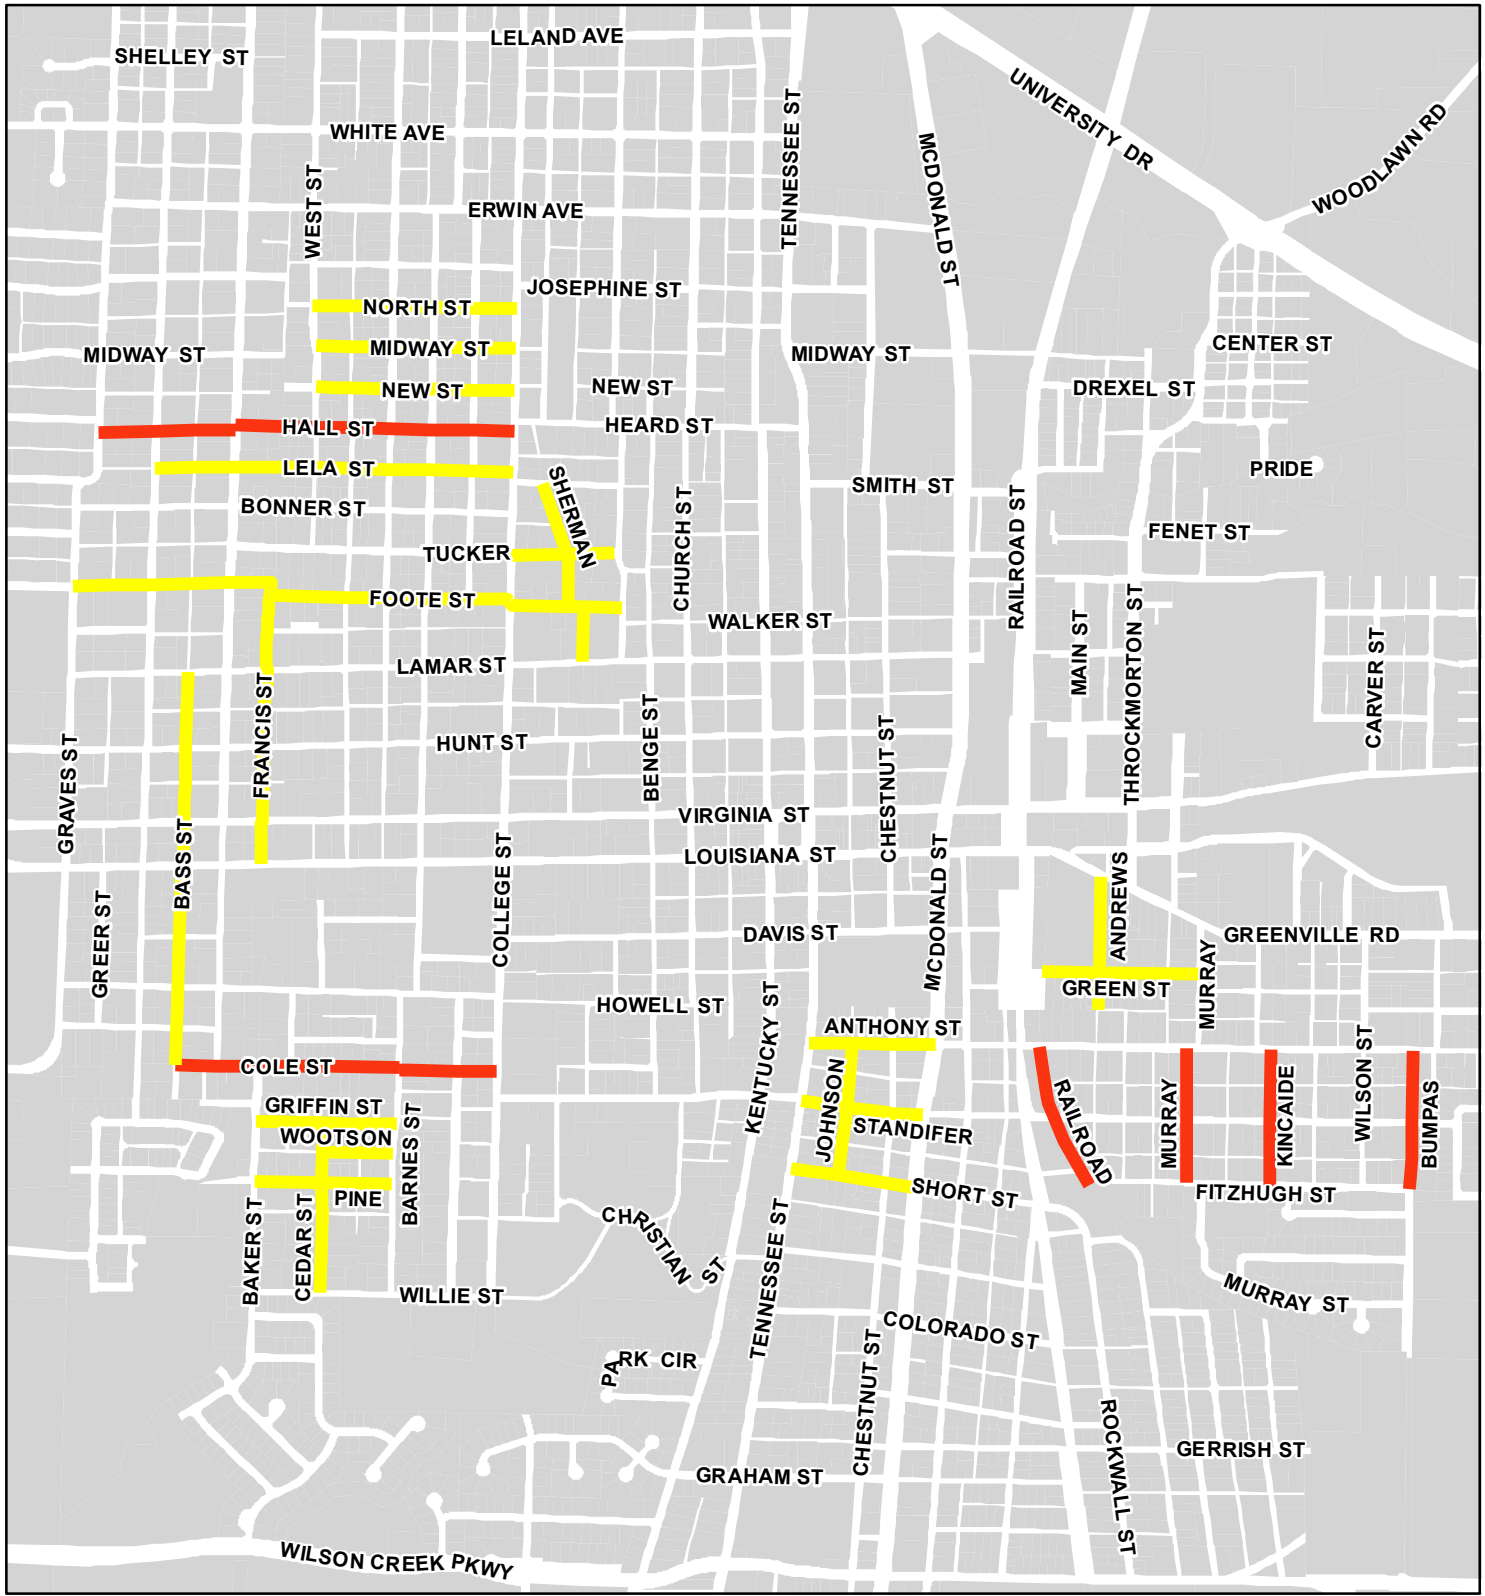 LELAND AVE
SHELLEY ST
UNIVERSITY DR
TENNESSEE ST
WHITE AVE
MCDONALD ST
WOODLAWN RD
WEST ST
ERWIN AVE
JOSEPHINE ST
NORTH ST
MIDWAY ST
MIDWAY ST
MIDWAY ST
CENTER ST
NEW ST
NEW ST
DREXEL ST
HALL ST
HEARD ST
LELA ST
PRIDE
SHERMAN
SMITH ST
BONNER ST
CHURCH ST
RAILROAD ST
FENET ST
TUCKER
FOOTE ST
WALKER ST
MAIN ST
THROCKMORTON ST
CARVER ST
LAMAR ST
FRANCIS ST
BENGE ST
HUNT ST
CHESTNUT ST
GRAVES ST
VIRGINIA ST
BASS ST
LOUISIANA ST
COLLEGE ST
MCDONALD ST
ANDREWS
GREER ST
DAVIS ST
GREENVILLE RD
MURRAY
GREEN ST
HOWELL ST
KENTUCKY ST
ANTHONY ST
WILSON ST
COLE ST
JOHNSON
RAILROAD
MURRAY
KINCAIDE
BUMPAS
GRIFFIN ST
WOOTSON
BARNES ST
STANDIFER
PINE
SHORT ST
FITZHUGH ST
BAKER ST
CEDAR ST
CHRISTIAN ST
TENNESSEE ST
WILLIE ST
MURRAY ST
COLORADO ST
PARK CIR
CHESTNUT ST
ROCKWALL ST
GERRISH ST
GRAHAM ST
WILSON CREEK PKWY